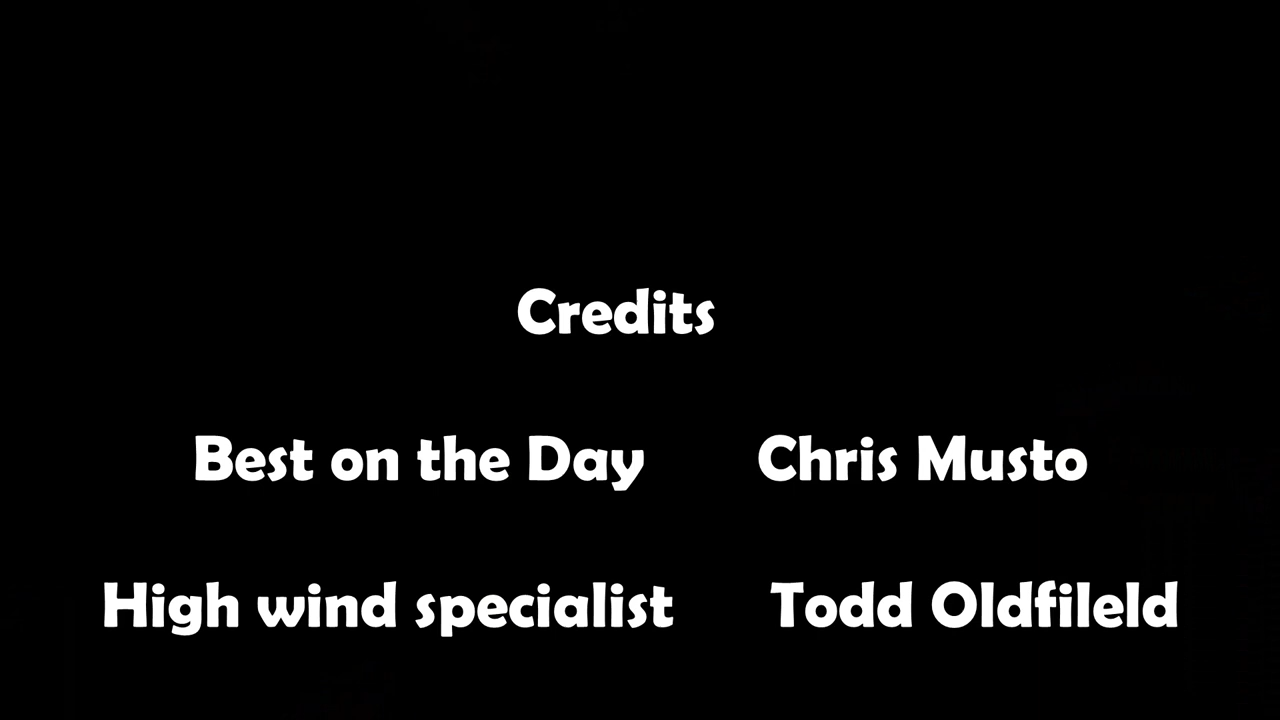 Credits
Best on the Day Chris Musto
High wind specialist Todd Oldfileld